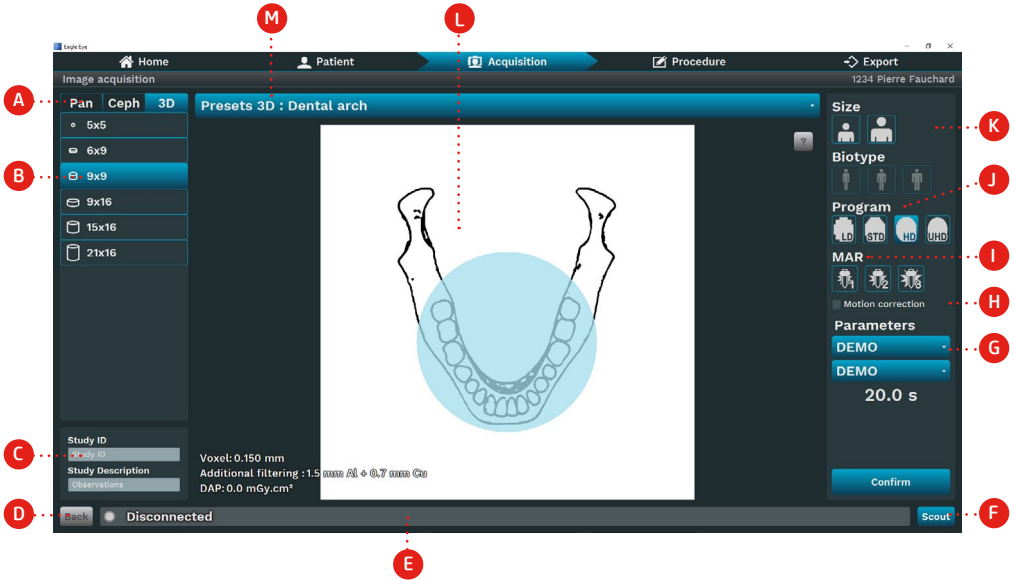 M
L
Eagle Eye
Home
Patient
Acquisition
Procedure
Export
Image acquisition
1234 Pierre Fauchard
A
Pan
Ceph
3D
Presets 3D : Dental arch
Size
K
5x5
6x9
?
Biotype
B
9x9
J
9x16
Program
15x16
LD
STD
HD
UHD
21x16
MAR
I
1
2
3
Motion correction
H
Parameters
DEMO
G
DEMO
20.0 s
Study ID
C
Study ID
Voxel: 0.150 mm
Study Description
Additional filtering : 1.5 mm Al + 0.7 mm Cu
Observations
DAP: 0.0 mGy.cm²
Confirm
D
Back
Disconnected
Scout
F
E